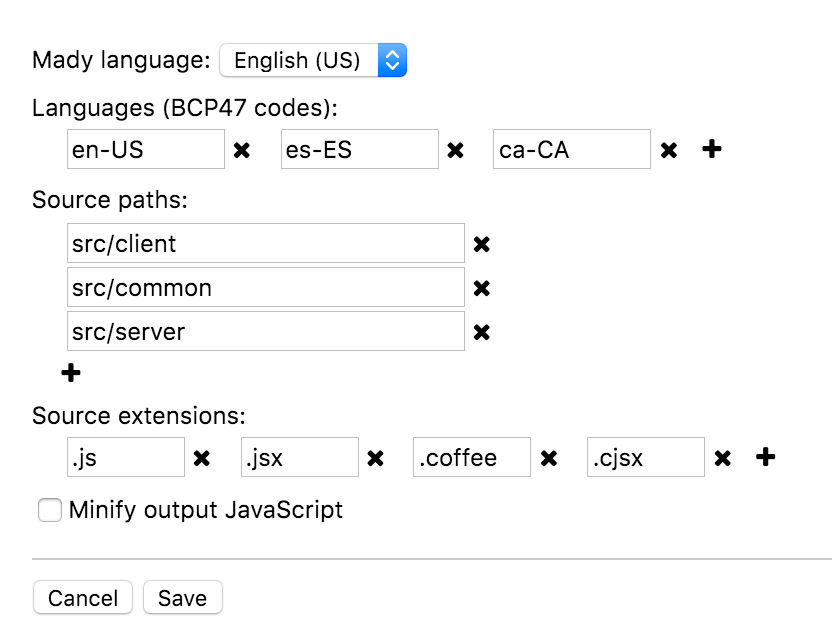 Mady language: English (US)
Languages (BCP47 codes):
en-US es-ES ca-CA
Source paths:
src/client
src/common
src/server
Source extensions:
.js .jsx .coffee .cjsx
Minify output JavaScript
Cancel Save